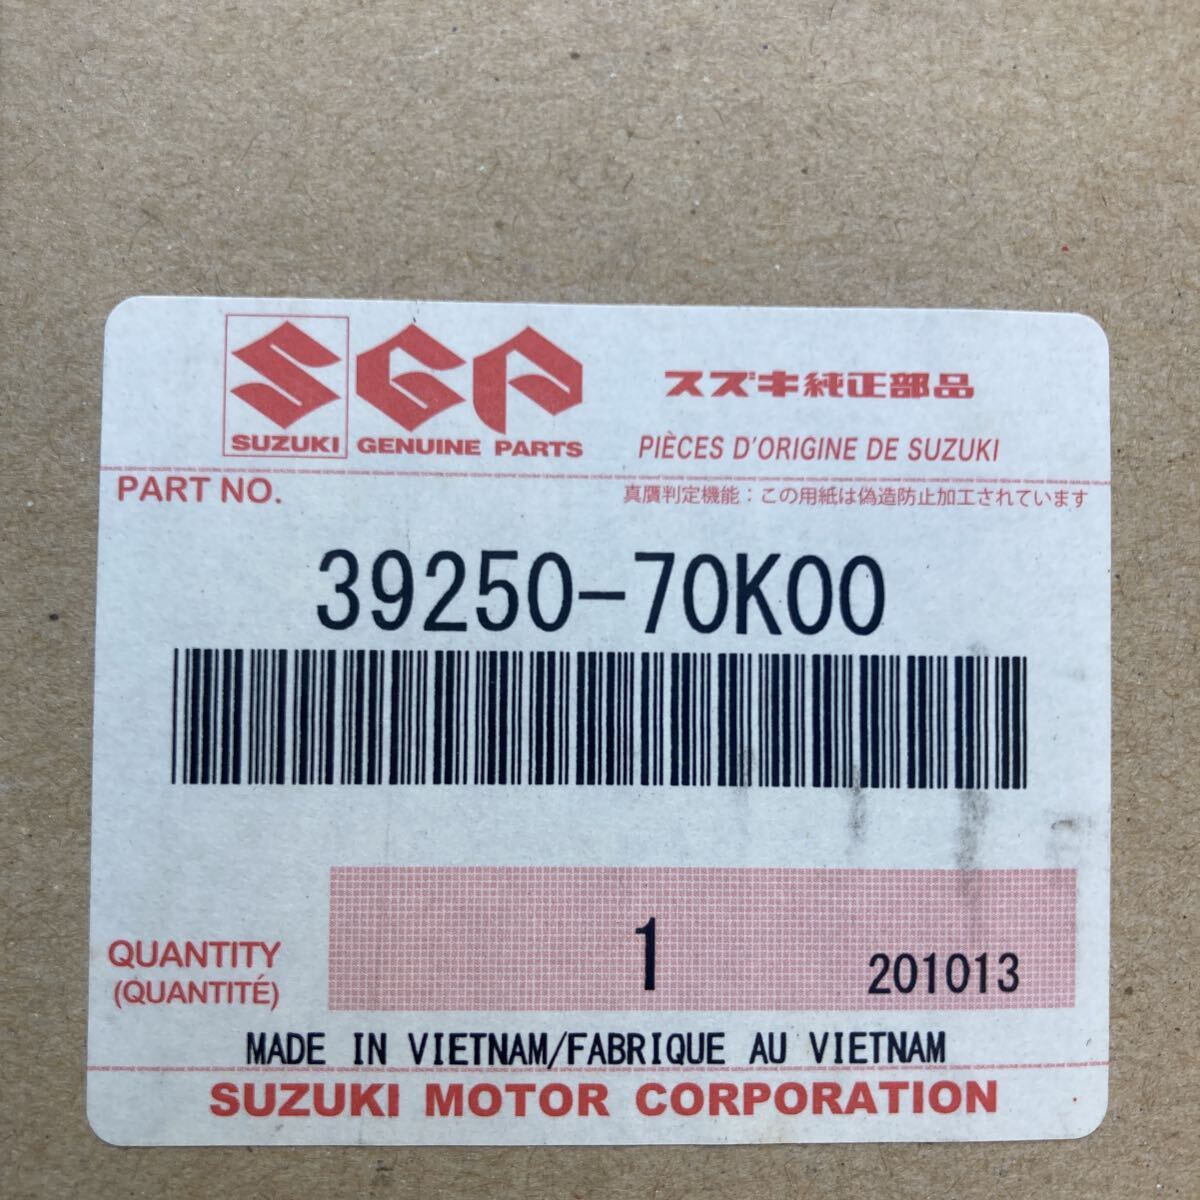 SUZUKI
SGP
GENUINE PARTS
スズキ純正部品
PIÈCES D'ORIGINE DE SUZUKI
PART NO.
真贋判定機能：この用紙は偽造防止加工されています
39250-70K00
QUANTITY
(QUANTITÉ)
1
201013
MADE IN VIETNAM/FABRIQUE AU VIETNAM
SUZUKI MOTOR CORPORATION